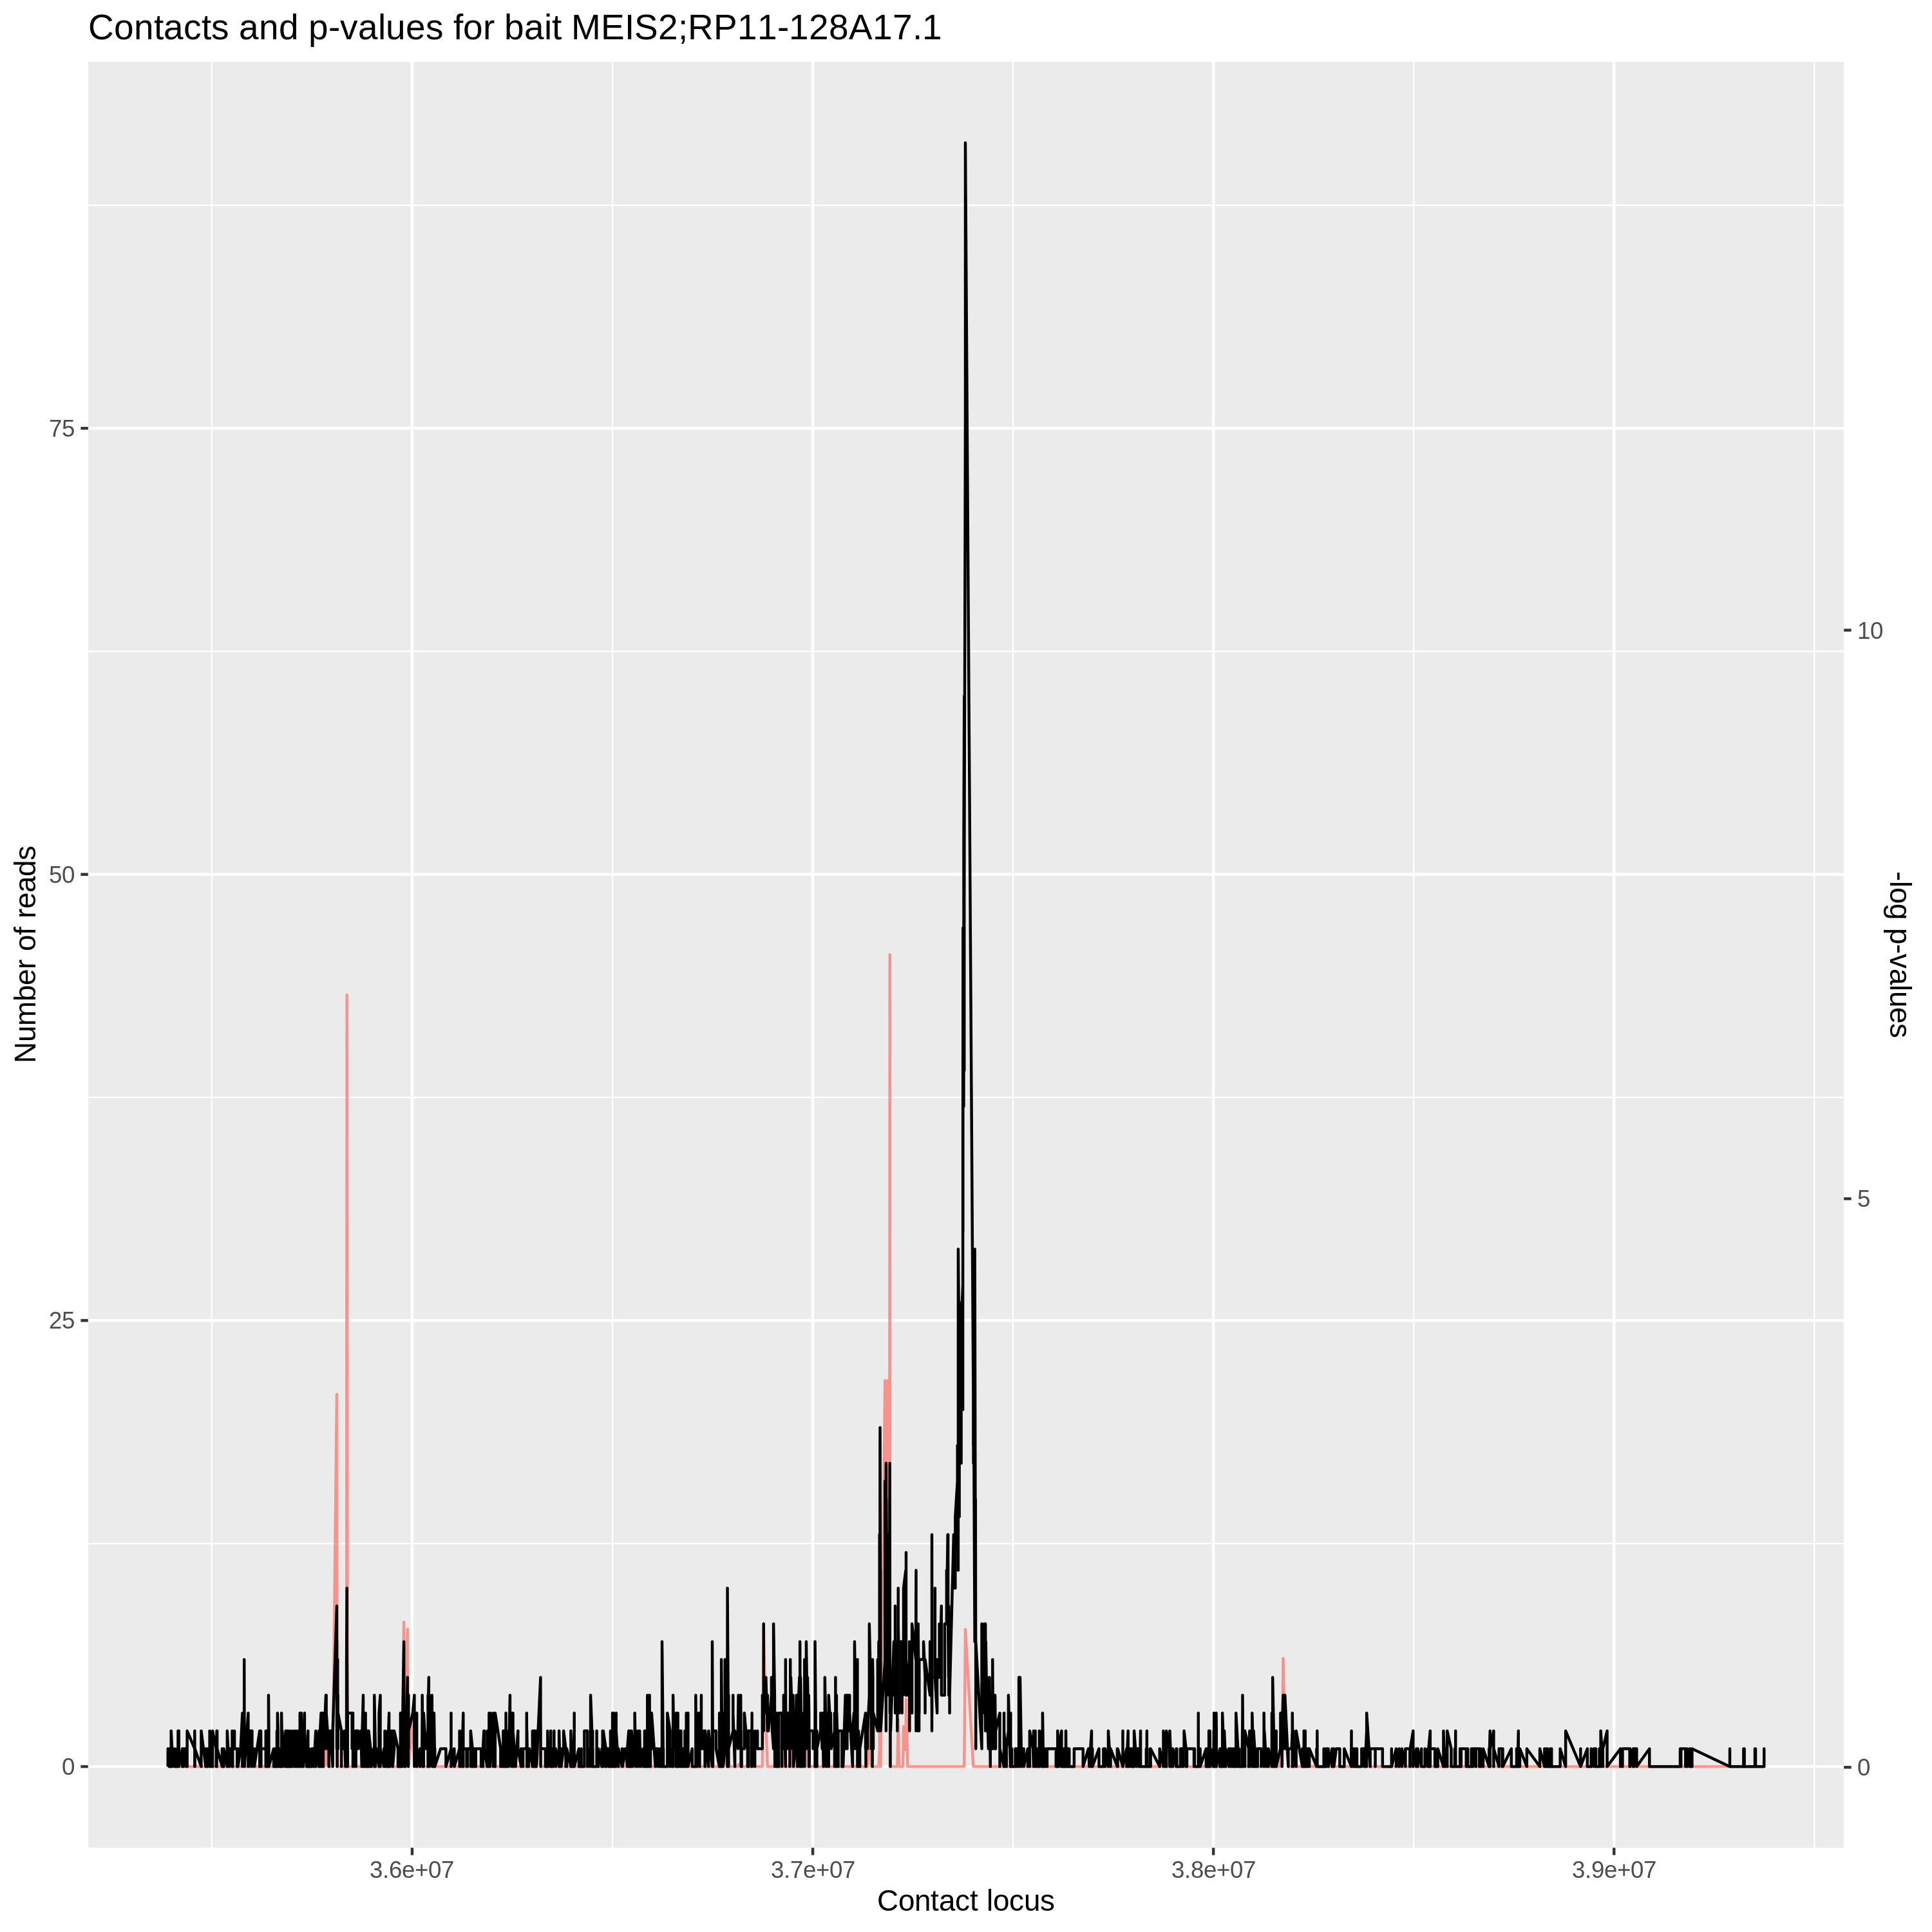 Contacts and p-values for bait MEIS2;RP11-128A17.1
75
50
25
0
Number of reads
10
5
0
-log p-values
3.6e+07 3.7e+07 3.8e+07 3.9e+07
Contact locus